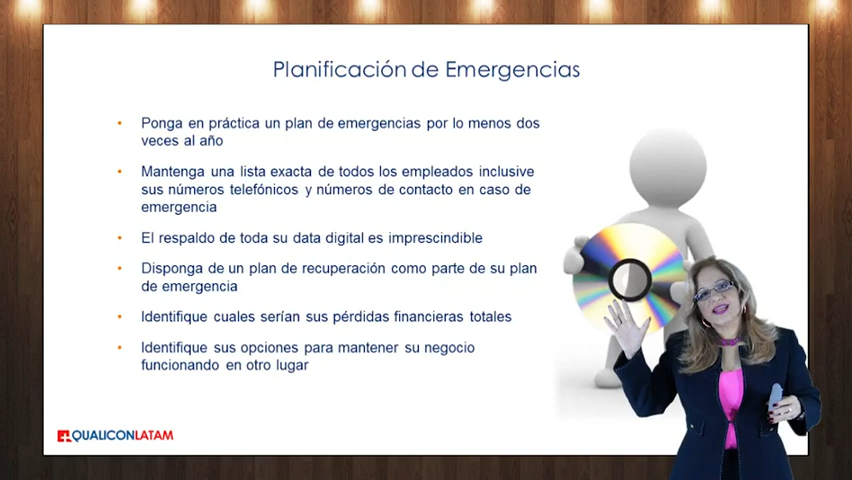 Planificación de Emergencias
• Ponga en práctica un plan de emergencias por lo menos dos
veces al año
• Mantenga una lista exacta de todos los empleados inclusive
sus números telefónicos y números de contacto en caso de
emergencia
• El respaldo de toda su data digital es imprescindible
• Disponga de un plan de recuperación como parte de su plan
de emergencia
• Identifique cuales serían sus pérdidas financieras totales
• Identifique sus opciones para mantener su negocio
funcionando en otro lugar
QUALICONLATAM